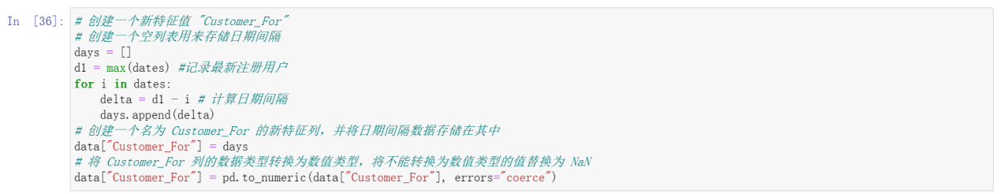 In [36]: # 创建一个新特征值 "Customer_For"
# 创建一个空列表用来存储日期间隔
days = []
d1 = max(dates) #记录最新注册用户
for i in dates:
    delta = d1 - i # 计算日期间隔
    days.append(delta)
# 创建一个名为 Customer_For 的新特征列，并将日期间隔数据存储在其中
data["Customer_For"] = days
# 将 Customer_For 列的数据类型转换为数值类型，将不能转换为数值类型的值替换为 NaN
data["Customer_For"] = pd.to_numeric(data["Customer_For"], errors="coerce")